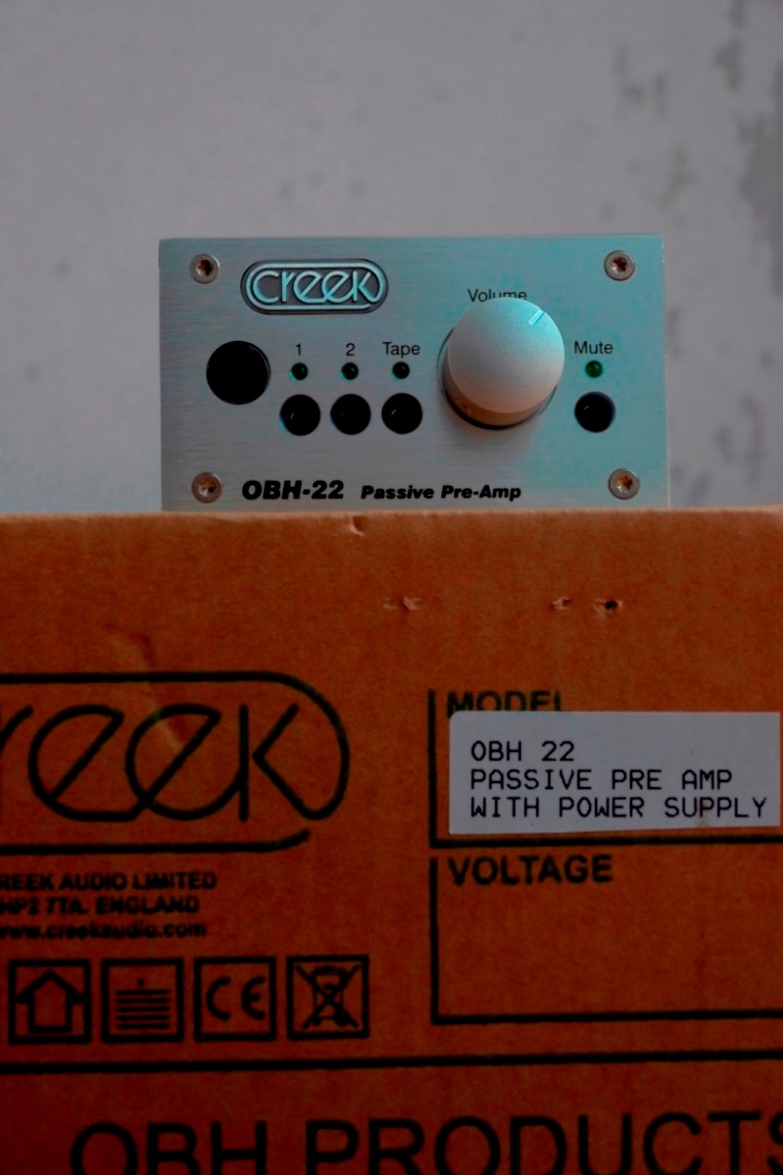 creek
Volume
1 2 Tape
Mute
OBH-22 Passive Pre-Amp
reek
MODEL
OBH 22
PASSIVE PRE AMP
WITH POWER SUPPLY
VOLTAGE
REEK AUDIO LIMITED
HP2 7TA. ENGLAND
www.creekaudio.com
CE
OBH PRODUCTS